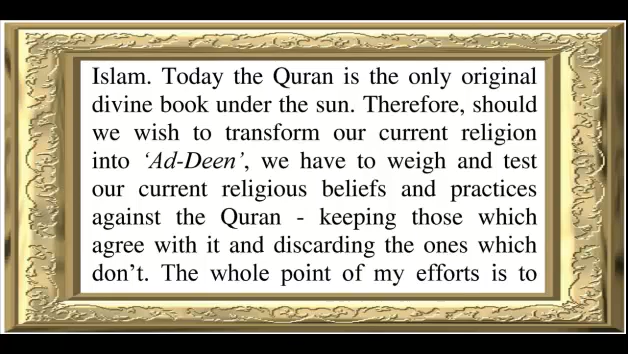 Islam. Today the Quran is the only original
divine book under the sun. Therefore, should
we wish to transform our current religion
into ‘Ad-Deen’, we have to weigh and test
our current religious beliefs and practices
against the Quran - keeping those which
agree with it and discarding the ones which
don’t. The whole point of my efforts is to